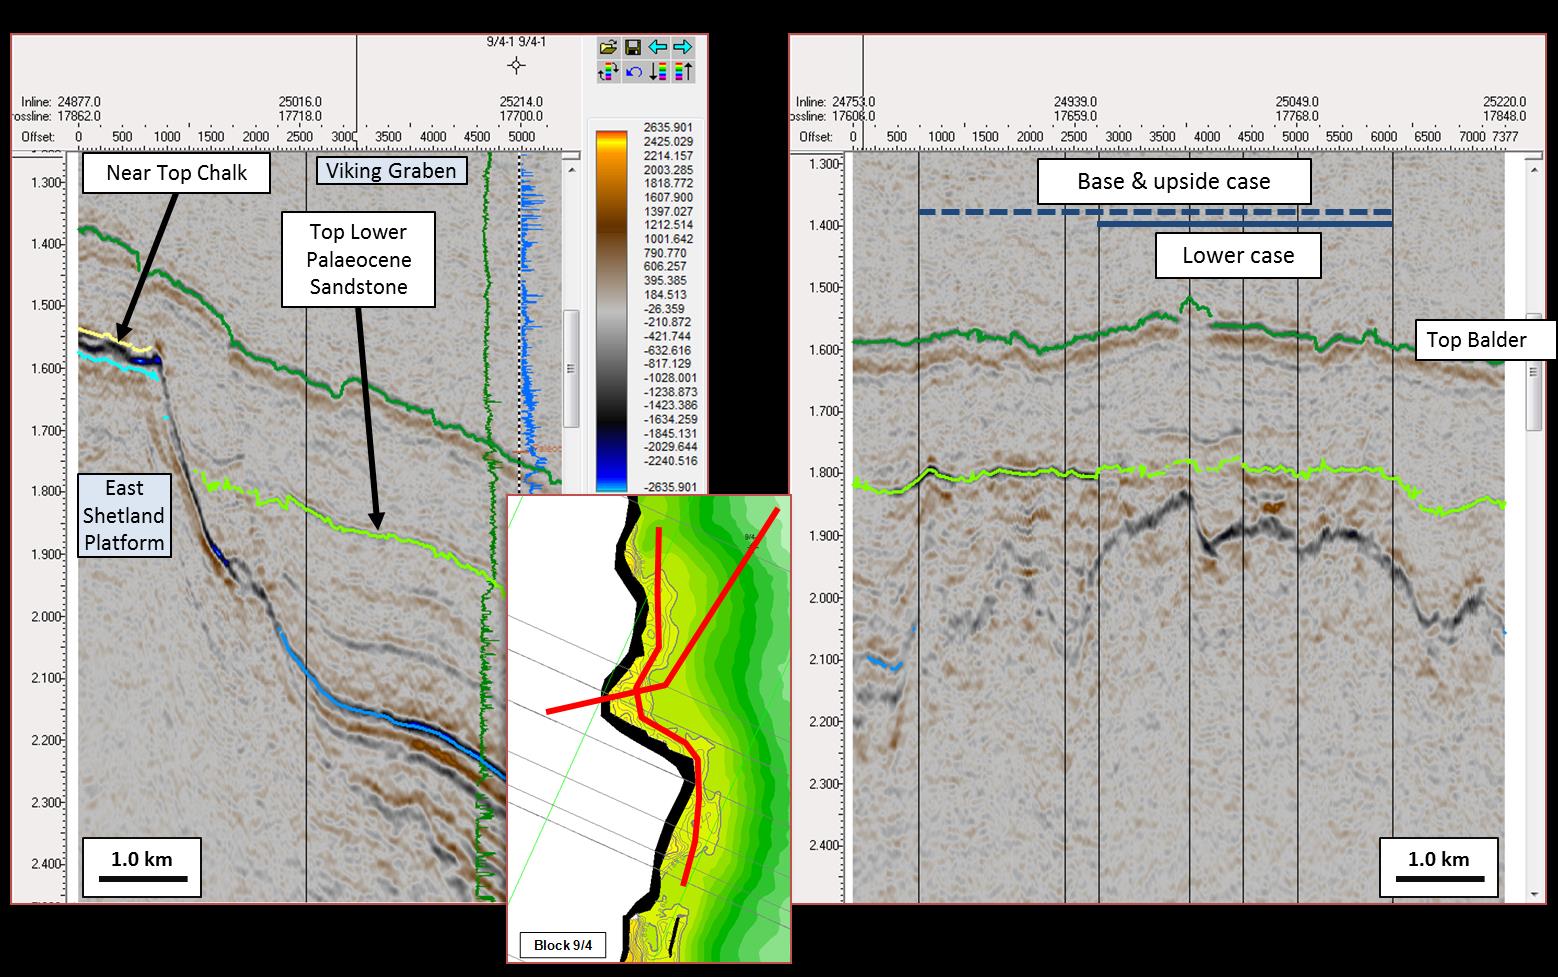 9/4-1 9/4-1
Inline: 24877.0 25016.0 25214.0
rossline: 17862.0 17718.0 17700.0
Offset: 0 500 1000 1500 2000 2500 3000 3500 4000 4500 5000
Near Top Chalk
Viking Graben
Top Lower
Palaeocene
Sandstone
East
Shetland
Platform
1.300
1.400
1.500
1.600
1.700
1.800
1.900
2.000
2.100
2.200
2.300
2.400
1.0 km
2635.901
2425.029
2214.157
2003.285
1818.772
1607.900
1397.027
1212.514
1001.642
790.770
606.257
395.385
184.513
-26.359
-210.872
-421.744
-632.616
-817.129
-1028.001
-1238.873
-1423.386
-1634.259
-1845.131
-2029.644
-2240.516
-2635.901
9/4-
Block 9/4
Inline: 24753.0 24939.0 25049.0 25220.0
ossline: 17606.0 17659.0 17768.0 17848.0
Offset: 0 500 1000 1500 2000 2500 3000 3500 4000 4500 5000 5500 6000 6500 7000 7377
Base & upside case
Lower case
Top Balder
1.300
1.400
1.500
1.600
1.700
1.800
1.900
2.000
2.100
2.200
2.300
2.400
1.0 km